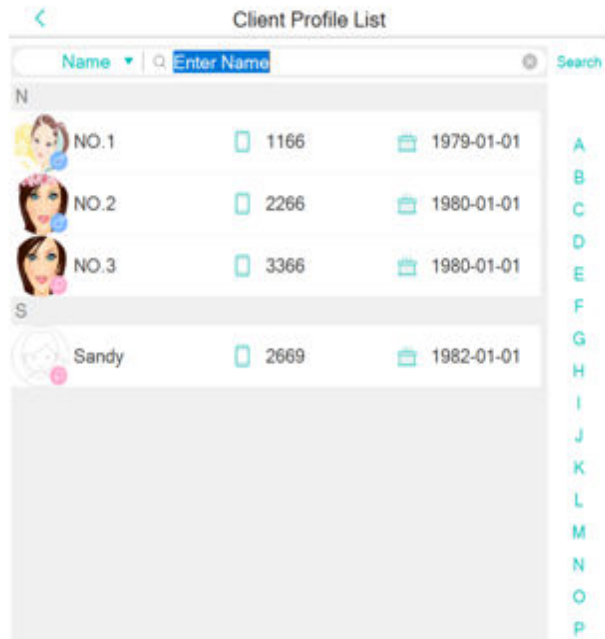 Client Profile List
Name Enter Name Search
N
NO.1 1166 1979-01-01
NO.2 2266 1980-01-01
NO.3 3366 1980-01-01
S
Sandy 2669 1982-01-01
A
B
C
D
E
F
G
H
I
J
K
L
M
N
O
P